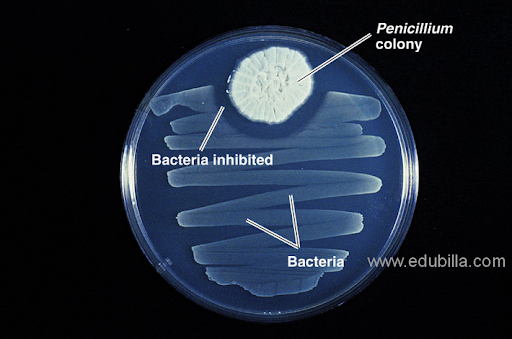 Penicillium
colony
Bacteria inhibited
Bacteria
www.edubilla.com